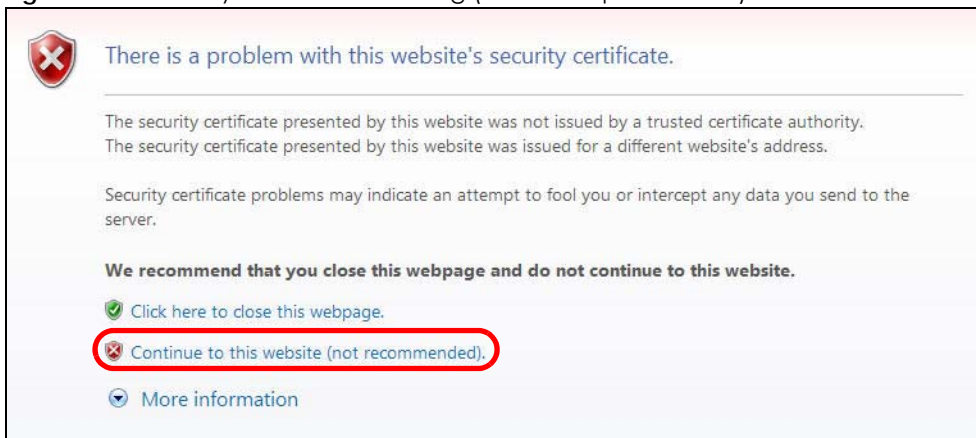 There is a problem with this website's security certificate.
The security certificate presented by this website was not issued by a trusted certificate authority.
The security certificate presented by this website was issued for a different website's address.
Security certificate problems may indicate an attempt to fool you or intercept any data you send to the
server.
We recommend that you close this webpage and do not continue to this website.
Click here to close this webpage.
Continue to this website (not recommended).
More information